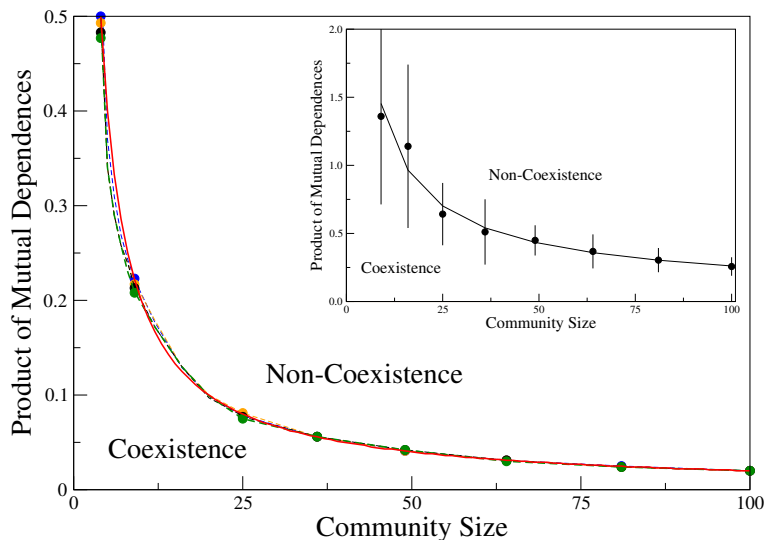 0.5
0.4
0.3
0.2
0.1
0
Product of Mutual Dependences
0
25
50
75
100
Community Size
Coexistence
Non-Coexistence
2.0
1.5
1.0
0.5
0.0
Product of Mutual Dependences
0
25
50
75
100
Community Size
Coexistence
Non-Coexistence